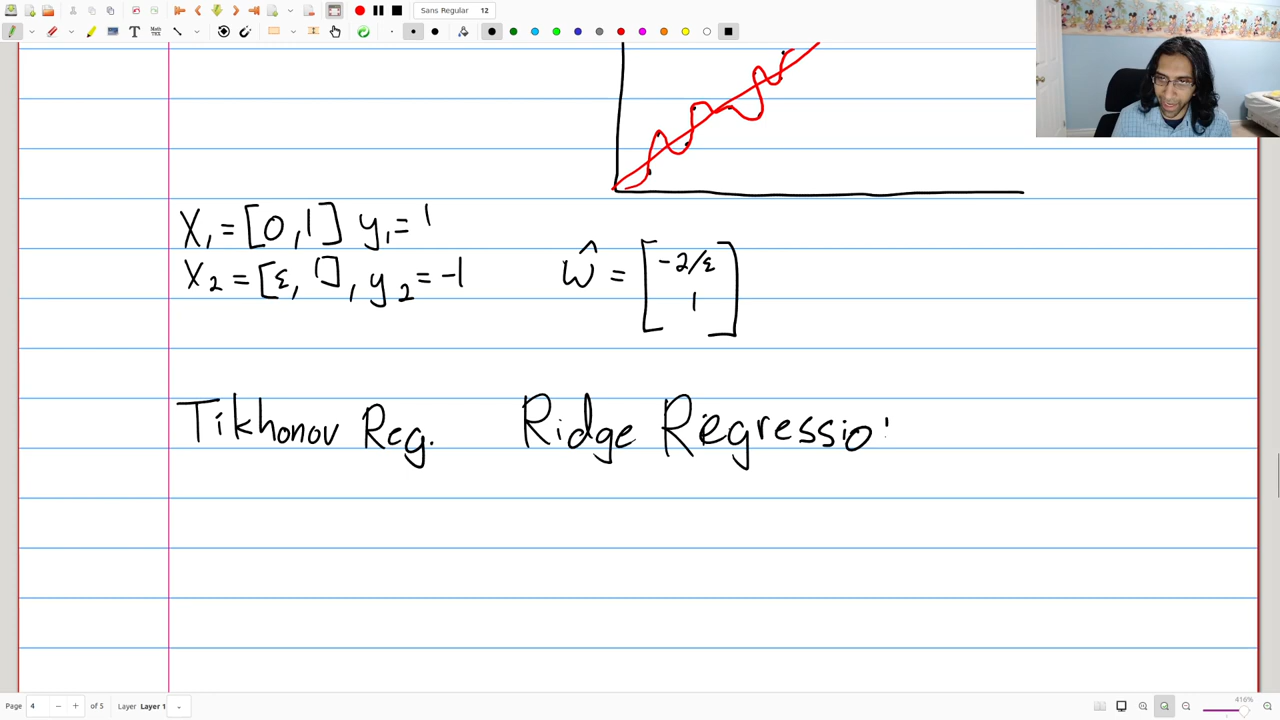 Sans Regular 12
X₁ = [0, 1] y₁ = 1
X₂ = [ε, 1], y₂ = -1
ŵ = [-2/ε
1]
Tikhonov Reg. Ridge Regressio
Page 4 of 5 Layer Layer 1
416%